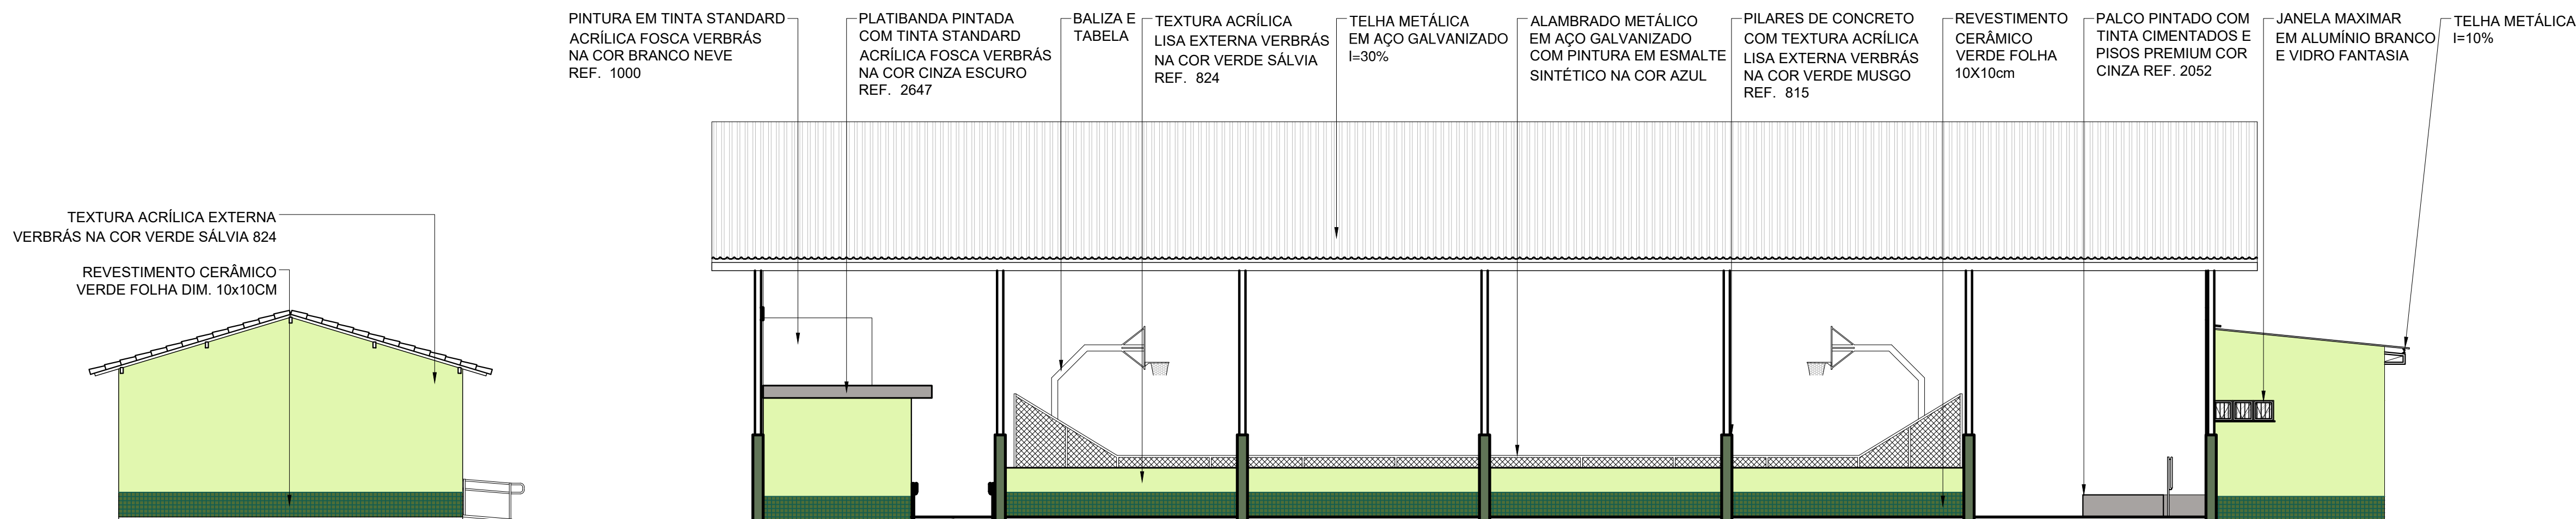 PINTURA EM TINTA STANDARD
ACRÍLICA FOSCA VERBRÁS
NA COR BRANCO NEVE
REF. 1000
PLATIBANDA PINTADA
COM TINTA STANDARD
ACRÍLICA FOSCA VERBRÁS
NA COR CINZA ESCURO
REF. 2647
BALIZA E
TABELA
TEXTURA ACRÍLICA
LISA EXTERNA VERBRÁS
NA COR VERDE SÁLVIA
REF. 824
TELHA METÁLICA
EM AÇO GALVANIZADO
I=30%
ALAMBRADO METÁLICO
EM AÇO GALVANIZADO
COM PINTURA EM ESMALTE
SINTÉTICO NA COR AZUL
PILARES DE CONCRETO
COM TEXTURA ACRÍLICA
LISA EXTERNA VERBRÁS
NA COR VERDE MUSGO
REF. 815
REVESTIMENTO
CERÂMICO
VERDE FOLHA
10X10cm
PALCO PINTADO COM
TINTA CIMENTADOS E
PISOS PREMIUM COR
CINZA REF. 2052
JANELA MAXIMAR
EM ALUMÍNIO BRANCO
E VIDRO FANTASIA
TELHA METÁLICA
I=10%
TEXTURA ACRÍLICA EXTERNA
VERBRÁS NA COR VERDE SÁLVIA 824
REVESTIMENTO CERÂMICO
VERDE FOLHA DIM. 10x10CM